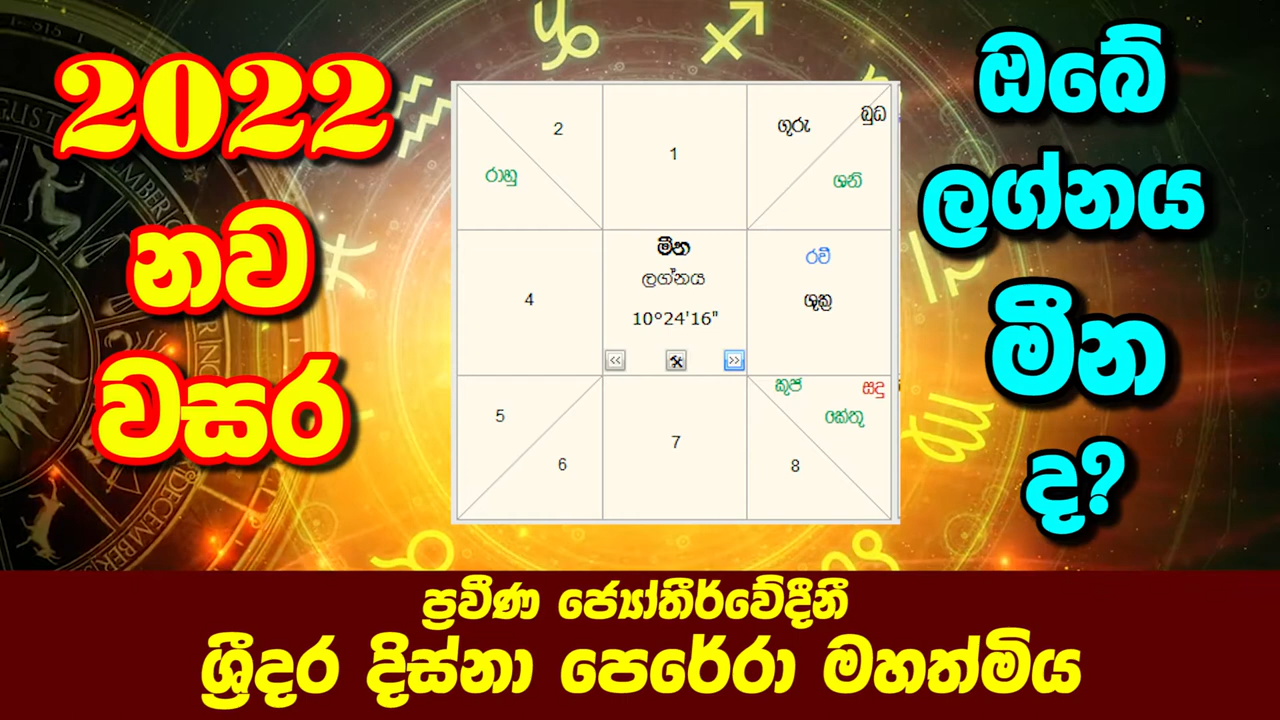 2022
නව
වසර
2
රාහු
1
ගුරු
බුධ
ශනි
4
මීන
ලග්නය
10°24'16"
<<
>>
රවි
ශුක්‍ර
5
6
7
කුජ
සඳු
කේතු
8
ඔබේ
ලග්නය
මීන
ද?
ප්‍රවීණ ජ්‍යෝතීර්වේදීනී
ශ්‍රීදර දිස්නා පෙරේරා මහත්මිය